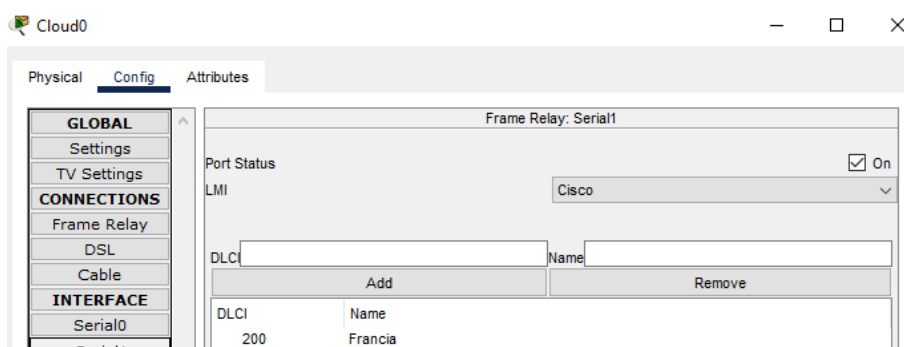 Cloud0
Physical Config Attributes
GLOBAL
Settings
TV Settings
CONNECTIONS
Frame Relay
DSL
Cable
INTERFACE
Serial0
Frame Relay: Serial1
Port Status On
LMI Cisco
DLCI Name
Add Remove
DLCI Name
200 Francia